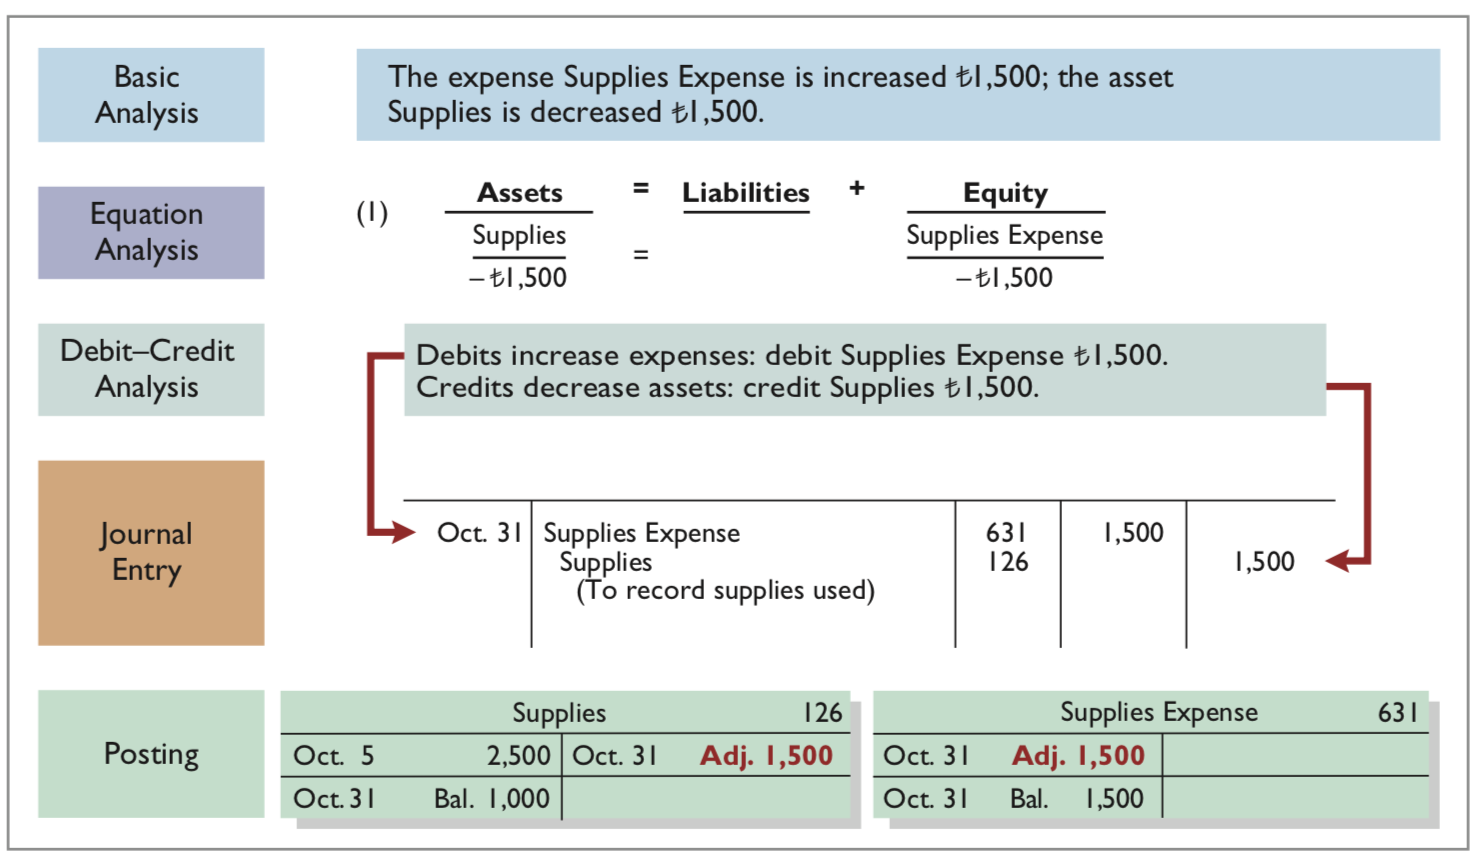 Basic
Analysis
The expense Supplies Expense is increased ₺1,500; the asset
Supplies is decreased ₺1,500.
Equation
Analysis
(1)
Assets = Liabilities + Equity
Supplies = Supplies Expense
–₺1,500 –₺1,500
Debit–Credit
Analysis
Debits increase expenses: debit Supplies Expense ₺1,500.
Credits decrease assets: credit Supplies ₺1,500.
Journal
Entry
Oct. 31 Supplies Expense 631 1,500
Supplies 126 1,500
(To record supplies used)
Posting
Supplies 126
Oct. 5 2,500 Oct. 31 Adj. 1,500
Oct. 31 Bal. 1,000
Supplies Expense 631
Oct. 31 Adj. 1,500
Oct. 31 Bal. 1,500